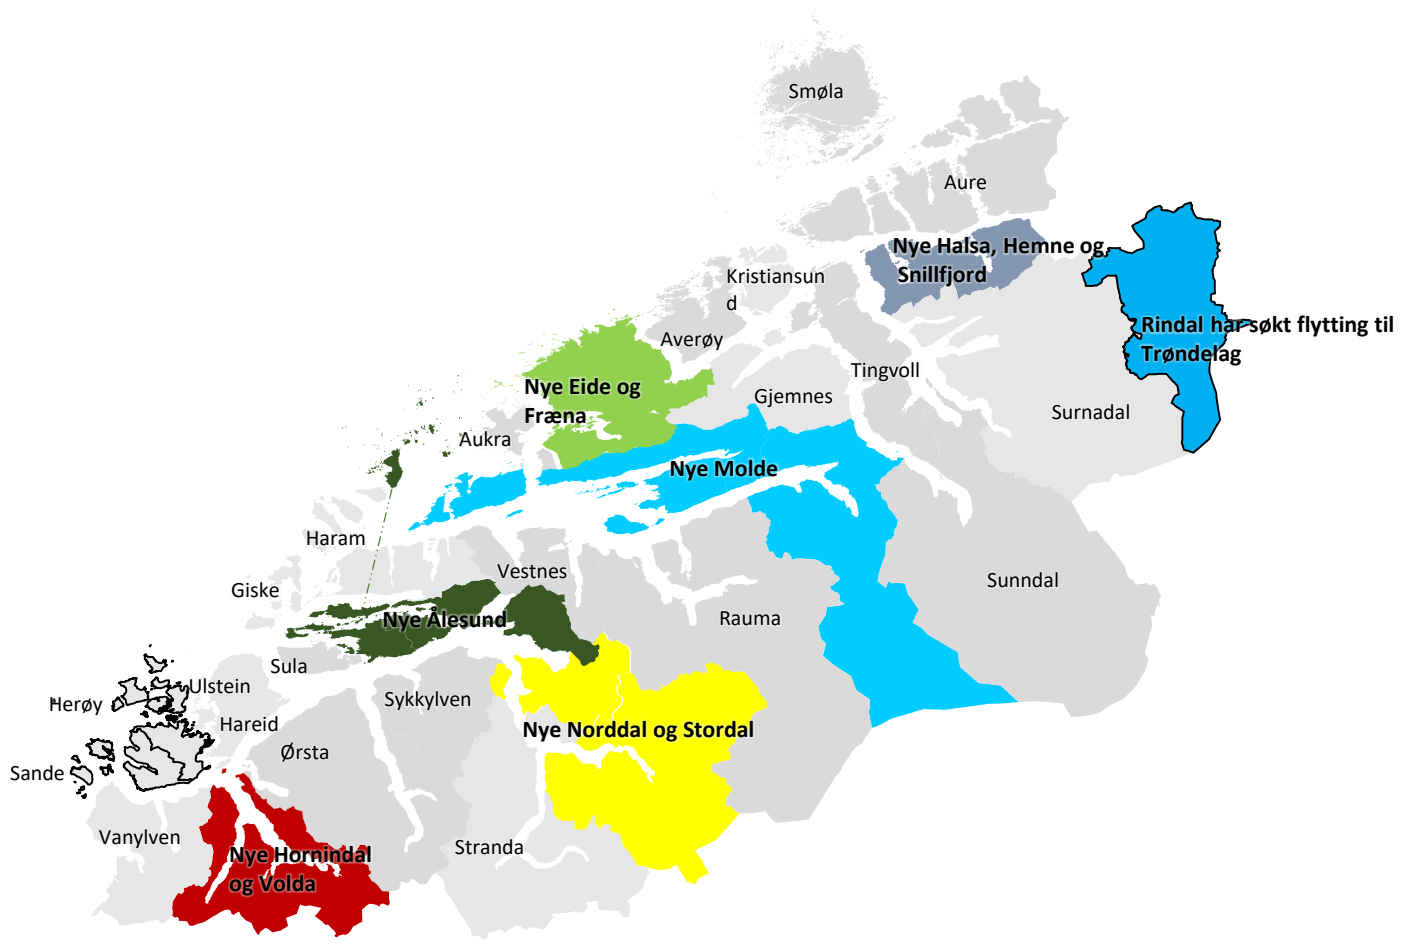 Smøla
Aure
Nye Halsa, Hemne og
Snillfjord
Kristiansun
d
Rindal har søkt flytting til
Trøndelag
Averøy
Tingvoll
Nye Eide og
Fræna
Gjemnes
Surnadal
Aukra
Nye Molde
Haram
Vestnes
Sunndal
Giske
Nye Ålesund
Rauma
Sula
Ulstein
Herøy
Sykkylven
Hareid
Nye Norddal og Stordal
Ørsta
Sande
Vanylven
Stranda
Nye Hornindal
og Volda